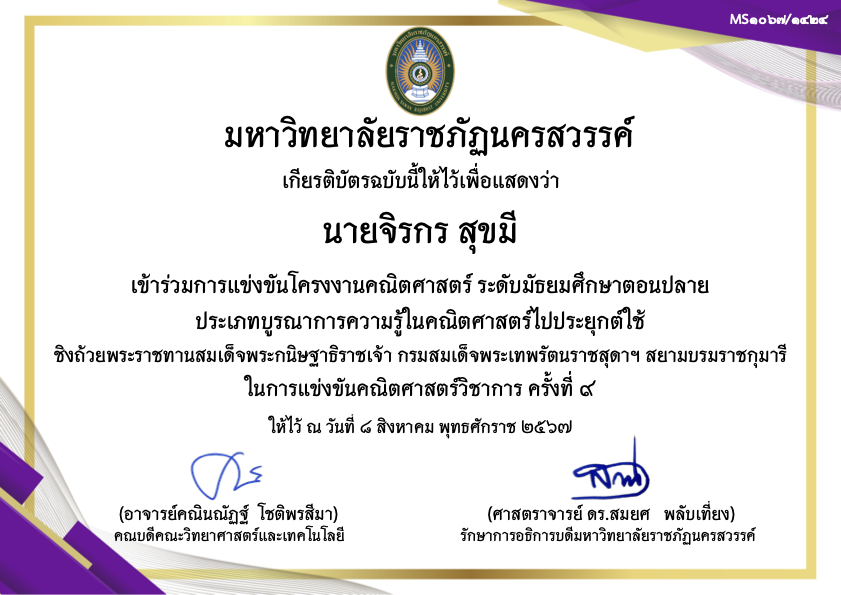 MS๑๐๖๗/๑๔๒๔
มหาวิทยาลัยราชภัฏนครสวรรค์
เกียรติบัตรฉบับนี้ให้ไว้เพื่อแสดงว่า
นายจิรกร สุขมี
เข้าร่วมการแข่งขันโครงงานคณิตศาสตร์ ระดับมัธยมศึกษาตอนปลาย
ประเภทบูรณาการความรู้ในคณิตศาสตร์ไปประยุกต์ใช้
ชิงถ้วยพระราชทานสมเด็จพระกนิษฐาธิราชเจ้า กรมสมเด็จพระเทพรัตนราชสุดาฯ สยามบรมราชกุมารี
ในการแข่งขันคณิตศาสตร์วิชาการ ครั้งที่ ๙
ให้ไว้ ณ วันที่ ๘ สิงหาคม พุทธศักราช ๒๕๖๗
(อาจารย์คณินณัฏฐ์ โชติพรสีมา) (ศาสตราจารย์ ดร.สมยศ พลับเที่ยง)
คณบดีคณะวิทยาศาสตร์และเทคโนโลยี รักษาการอธิการบดีมหาวิทยาลัยราชภัฏนครสวรรค์